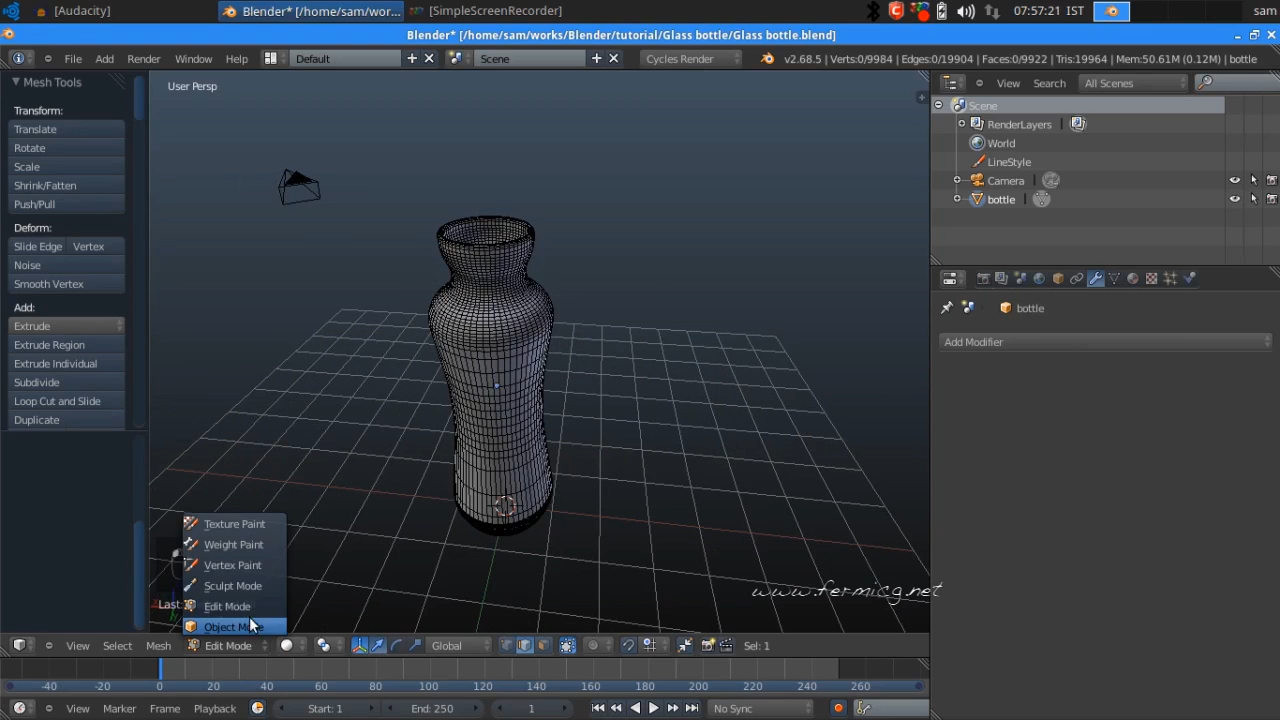 [Audacity]
Blender* [/home/sam/wor...
[SimpleScreenRecorder]
07:57:21 IST
sam
Blender* [/home/sam/works/Blender/tutorial/Glass bottle/Glass bottle.blend]
File
Add
Render
Window
Help
Default
Scene
Cycles Render
v2.68.5 | Verts:0/9984 | Edges:0/19904 | Faces:0/9922 | Tris:19964 | Mem:50.61M (0.12M) | bottle
Mesh Tools
Transform:
Translate
Rotate
Scale
Shrink/Fatten
Push/Pull
Deform:
Slide Edge
Vertex
Noise
Smooth Vertex
Add:
Extrude
Extrude Region
Extrude Individual
Subdivide
Loop Cut and Slide
Duplicate
User Persp
View
Search
All Scenes
Scene
RenderLayers
World
LineStyle
Camera
bottle
bottle
Add Modifier
www.fermicg.net
Texture Paint
Weight Paint
Vertex Paint
Sculpt Mode
Last
Edit Mode
Object
View
Select
Mesh
Edit Mode
Global
Sel: 1
-40 -20 0 20 40 60 80 100 120 140 160 180 200 220 240 260
View
Marker
Frame
Playback
Start: 1
End: 250
1
No Sync